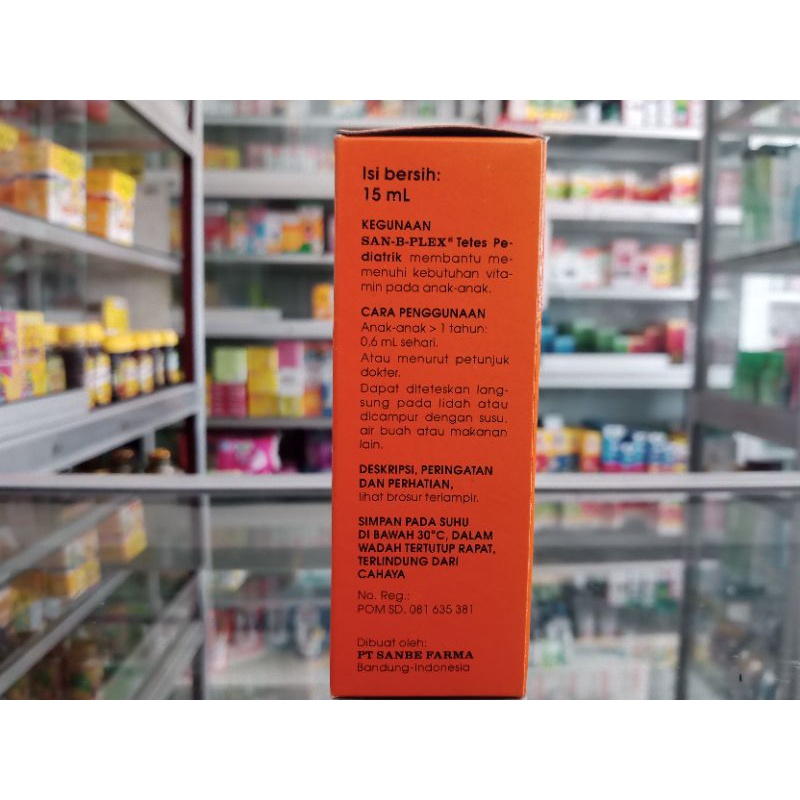 Isi bersih:
15 mL
KEGUNAAN
SAN-B-PLEX® Tetes Pe-
diatrik membantu me-
menuhi kebutuhan vita-
min pada anak-anak.
CARA PENGGUNAAN
Anak-anak > 1 tahun:
0,6 mL sehari.
Atau menurut petunjuk
dokter.
Dapat diteteskan lang-
sung pada lidah atau
dicampur dengan susu,
air buah atau makanan
lain.
DESKRIPSI, PERINGATAN
DAN PERHATIAN,
lihat brosur terlampir.
SIMPAN PADA SUHU
DI BAWAH 30°C, DALAM
WADAH TERTUTUP RAPAT,
TERLINDUNG DARI
CAHAYA
No. Reg.:
POM SD. 081 635 381
Dibuat oleh:
PT SANBE FARMA
Bandung-Indonesia